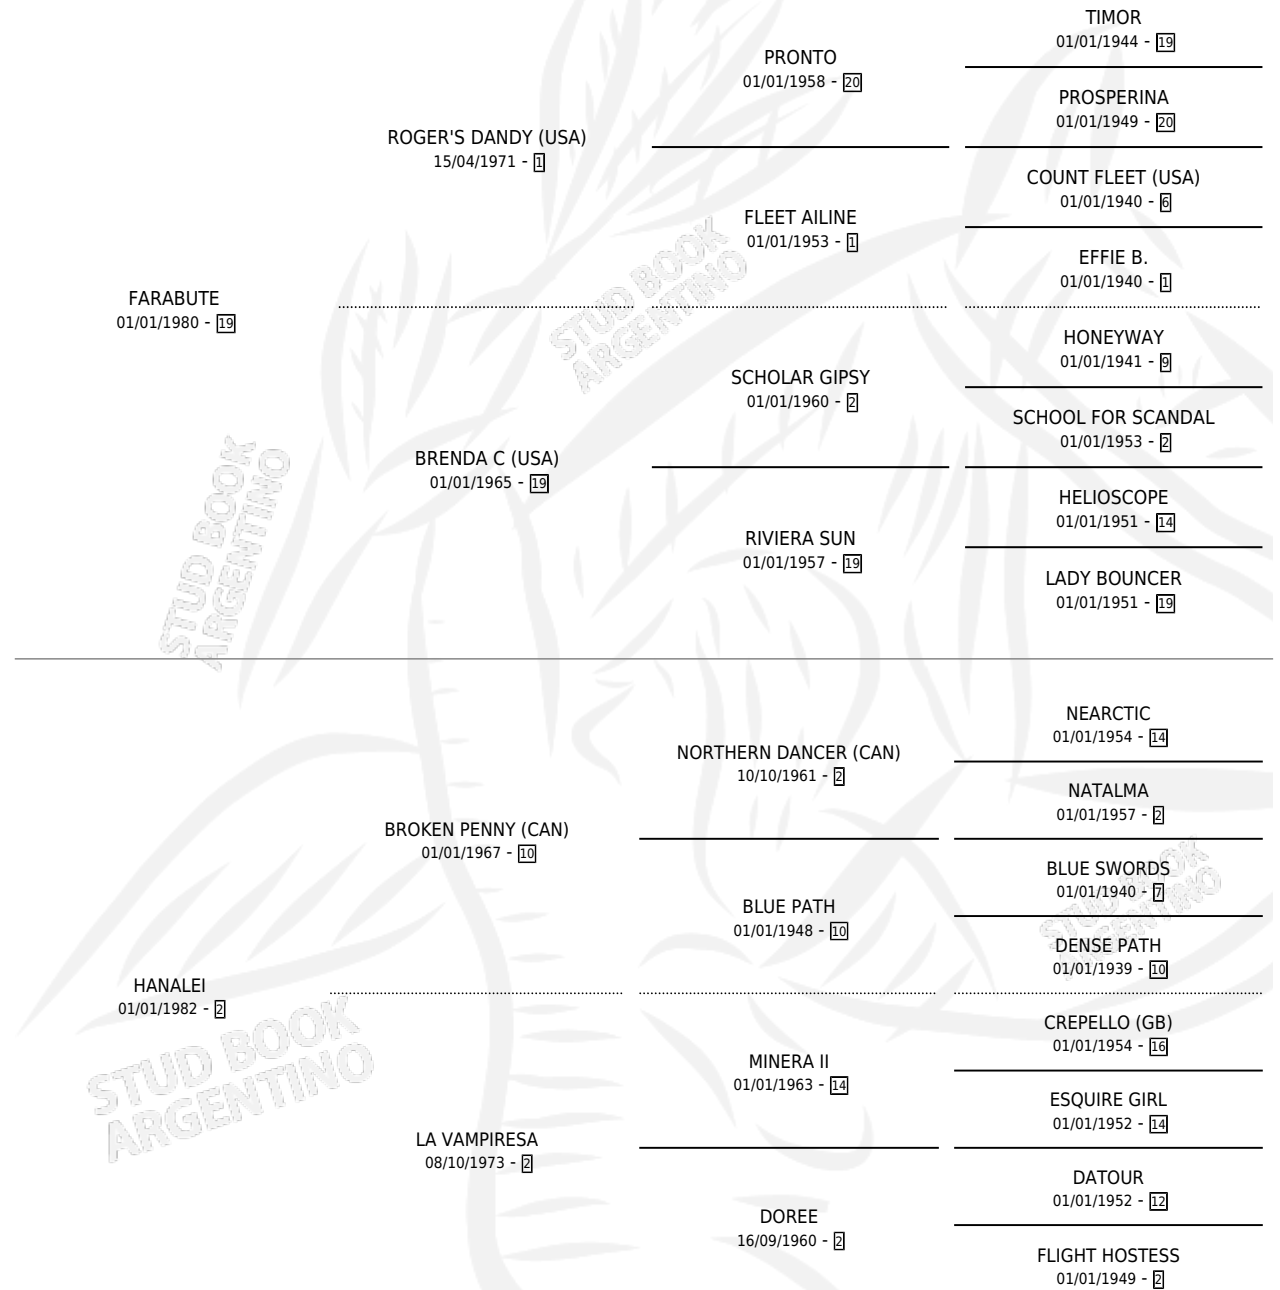 TIMOR
01/01/1944 - 19
PRONTO
01/01/1958 - 20
PROSPERINA
01/01/1949 - 20
ROGER'S DANDY (USA)
15/04/1971 - 1
COUNT FLEET (USA)
01/01/1940 - 6
FLEET AILINE
01/01/1953 - 1
EFFIE B.
01/01/1940 - 1
FARABUTE
01/01/1980 - 19
HONEYWAY
01/01/1941 - 9
SCHOLAR GIPSY
01/01/1960 - 2
SCHOOL FOR SCANDAL
01/01/1953 - 2
BRENDA C (USA)
01/01/1965 - 19
HELIOSCOPE
01/01/1951 - 14
RIVIERA SUN
01/01/1957 - 19
LADY BOUNCER
01/01/1951 - 19
NEARCTIC
01/01/1954 - 14
NORTHERN DANCER (CAN)
10/10/1961 - 2
NATALMA
01/01/1957 - 2
BROKEN PENNY (CAN)
01/01/1967 - 10
BLUE SWORDS
01/01/1940 - 7
BLUE PATH
01/01/1948 - 10
DENSE PATH
01/01/1939 - 10
HANALEI
01/01/1982 - 2
CREPELLO (GB)
01/01/1954 - 16
MINERA II
01/01/1963 - 14
ESQUIRE GIRL
01/01/1952 - 14
LA VAMPIRESA
08/10/1973 - 2
DATOUR
01/01/1952 - 12
DOREE
16/09/1960 - 2
FLIGHT HOSTESS
01/01/1949 - 2
STUD BOOK
ARGENTINO
STUD BOOK
ARGENTINO
STUD BOOK
ARGENTINO
STUD BOOK
ARGENTINO